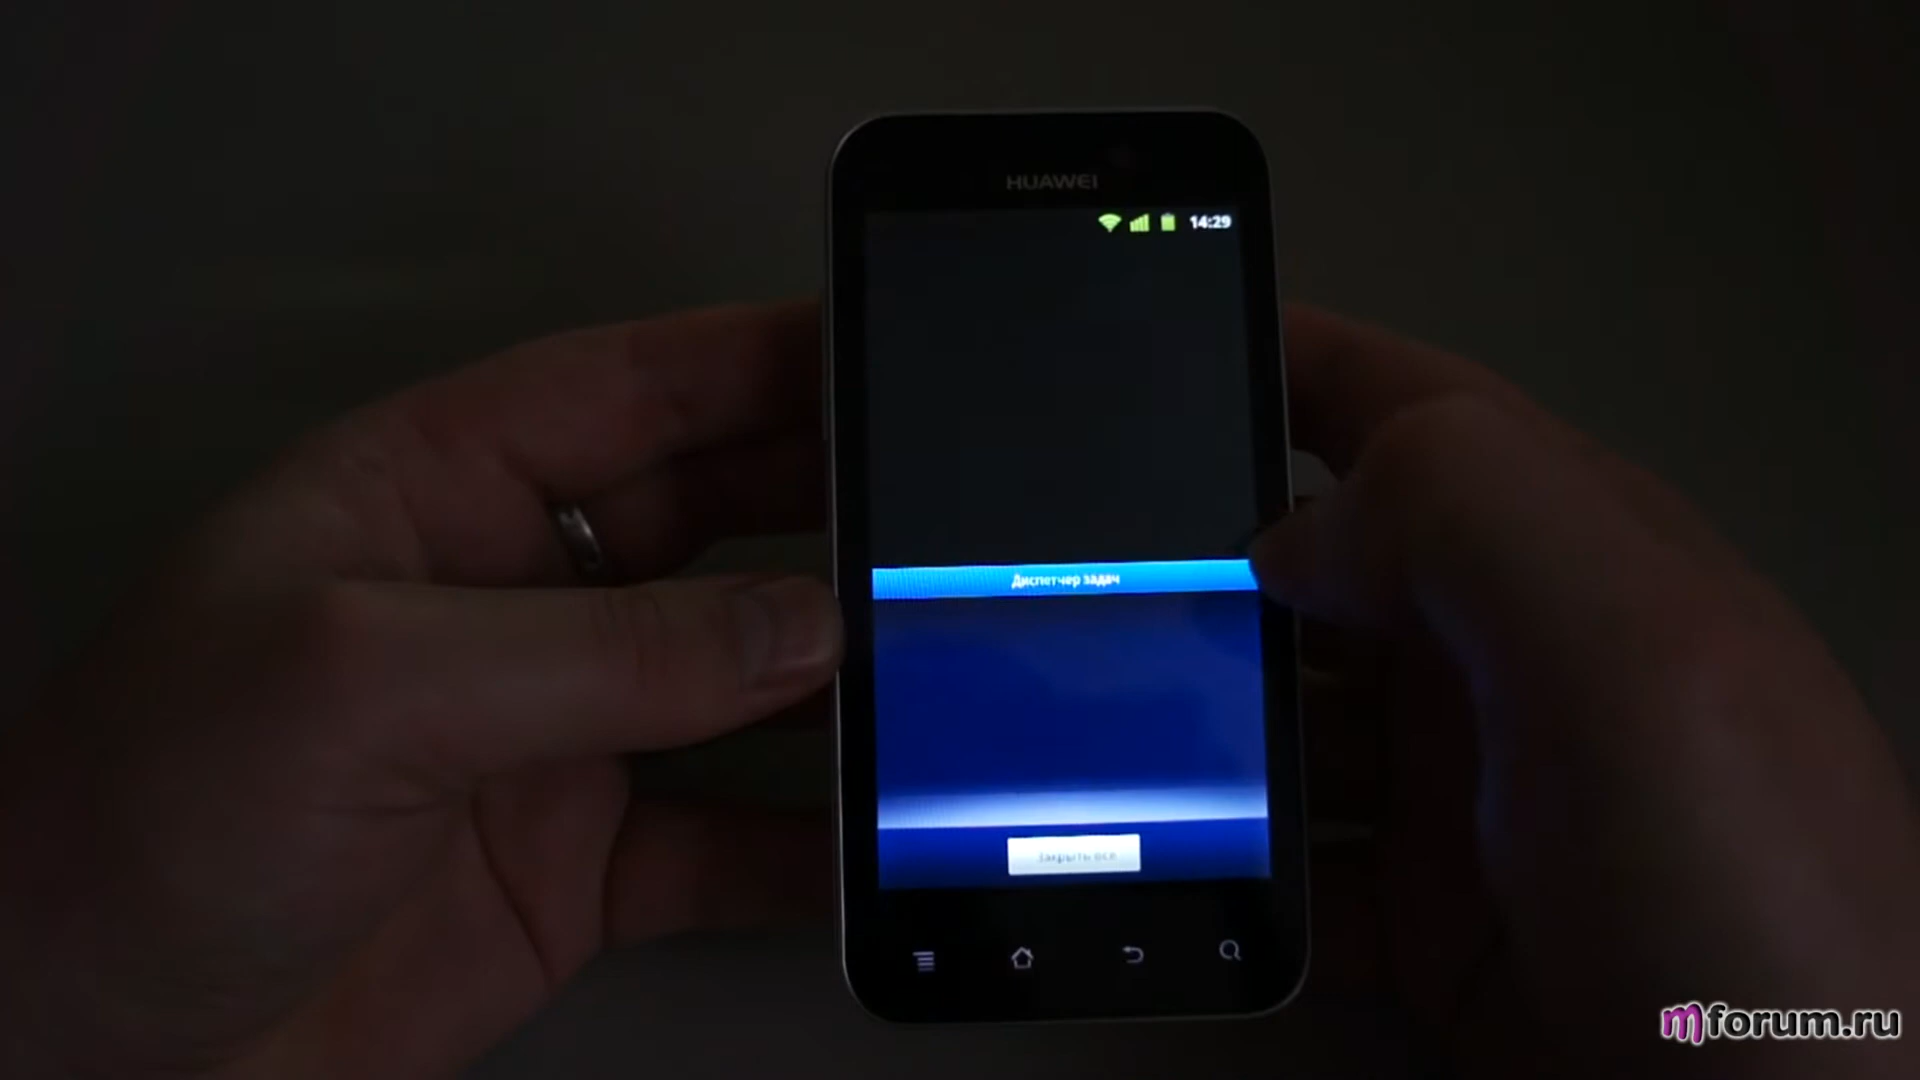 HUAWEI
14:29
Диспетчер задач
Закрыть все
mforum.ru